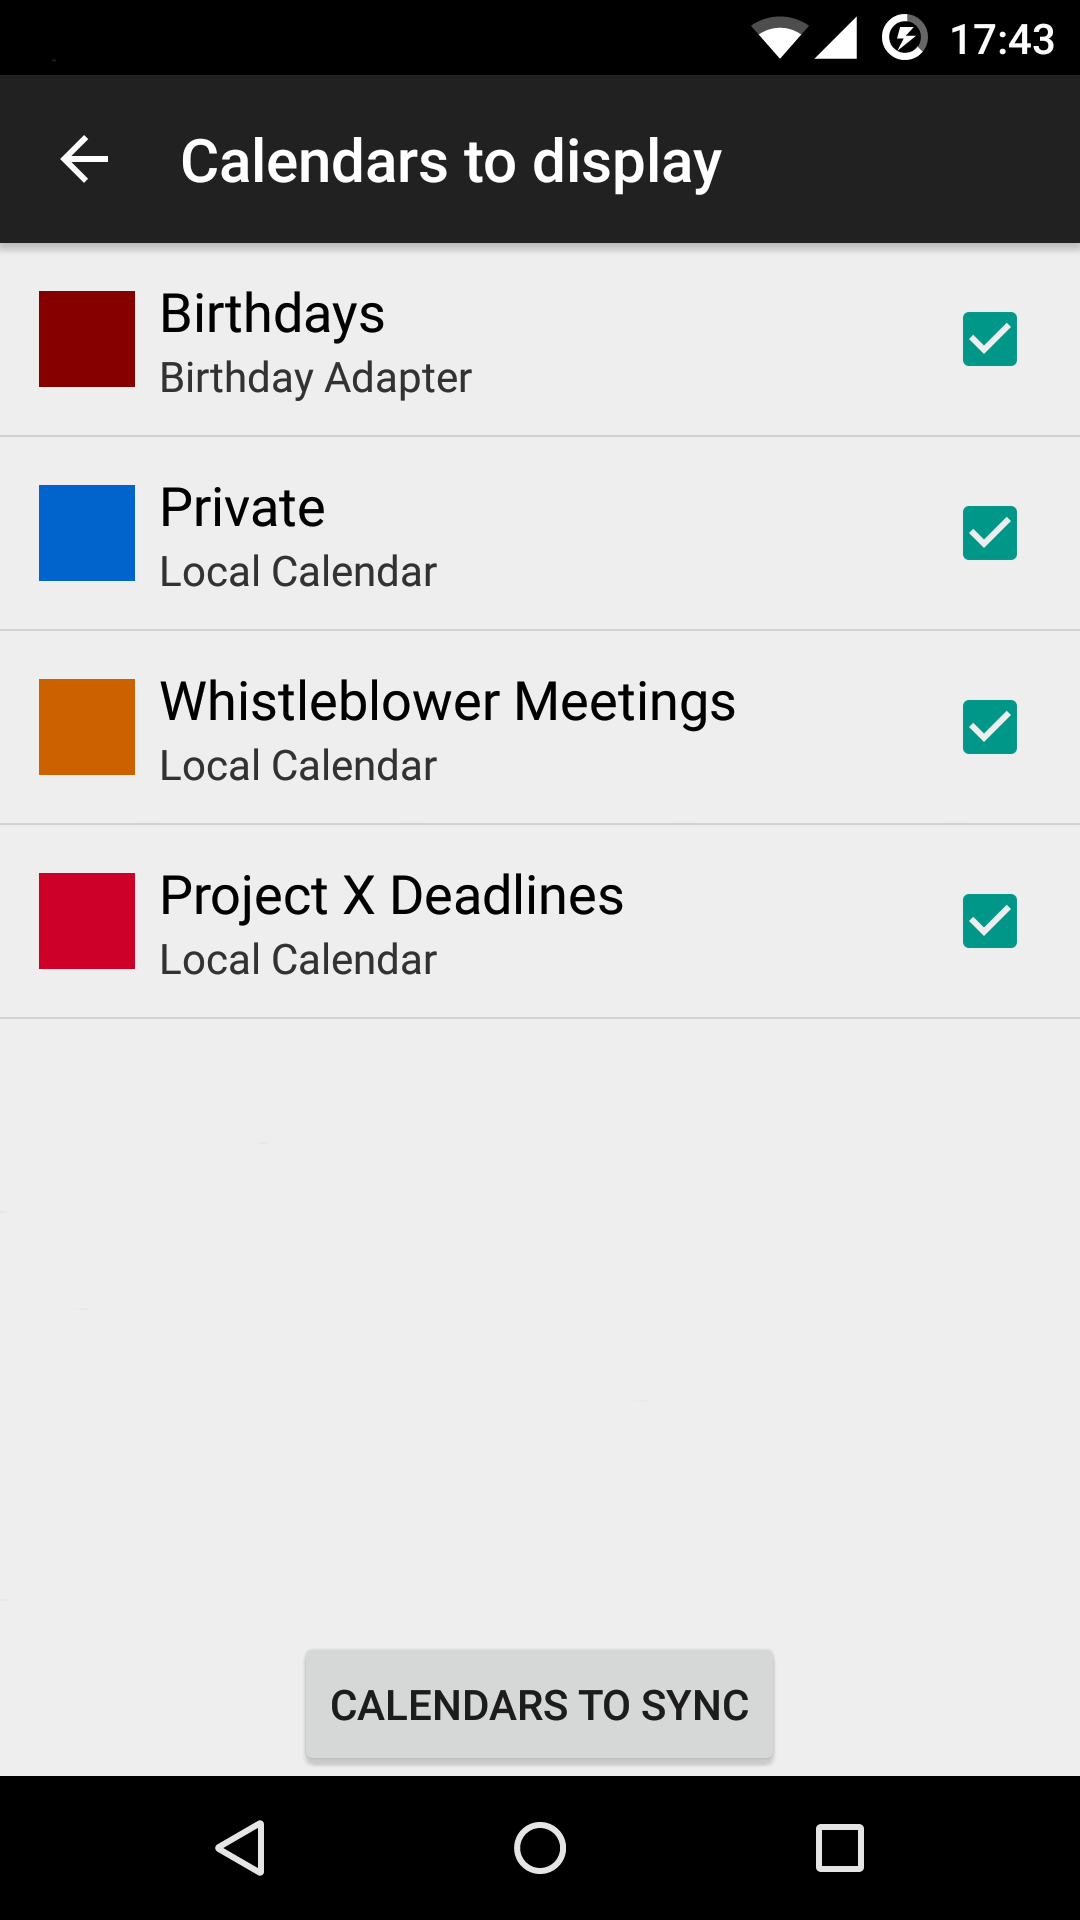 17:43
Calendars to display
Birthdays
Birthday Adapter
Private
Local Calendar
Whistleblower Meetings
Local Calendar
Project X Deadlines
Local Calendar
CALENDARS TO SYNC